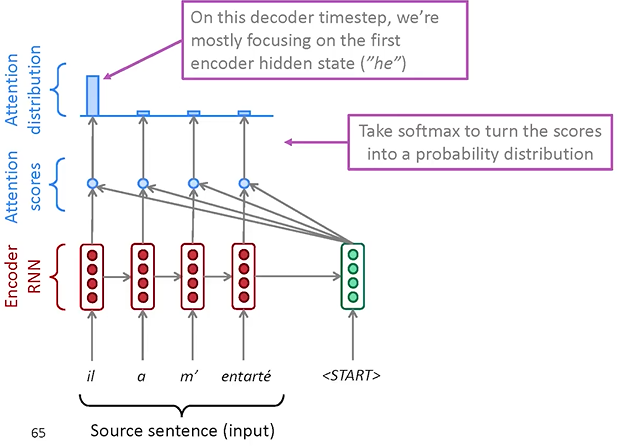 On this decoder timestep, we’re
mostly focusing on the first
encoder hidden state (”he”)
Attention
distribution
Take softmax to turn the scores
into a probability distribution
Attention
scores
Encoder
RNN
il a m’ entarté <START>
Source sentence (input)
65